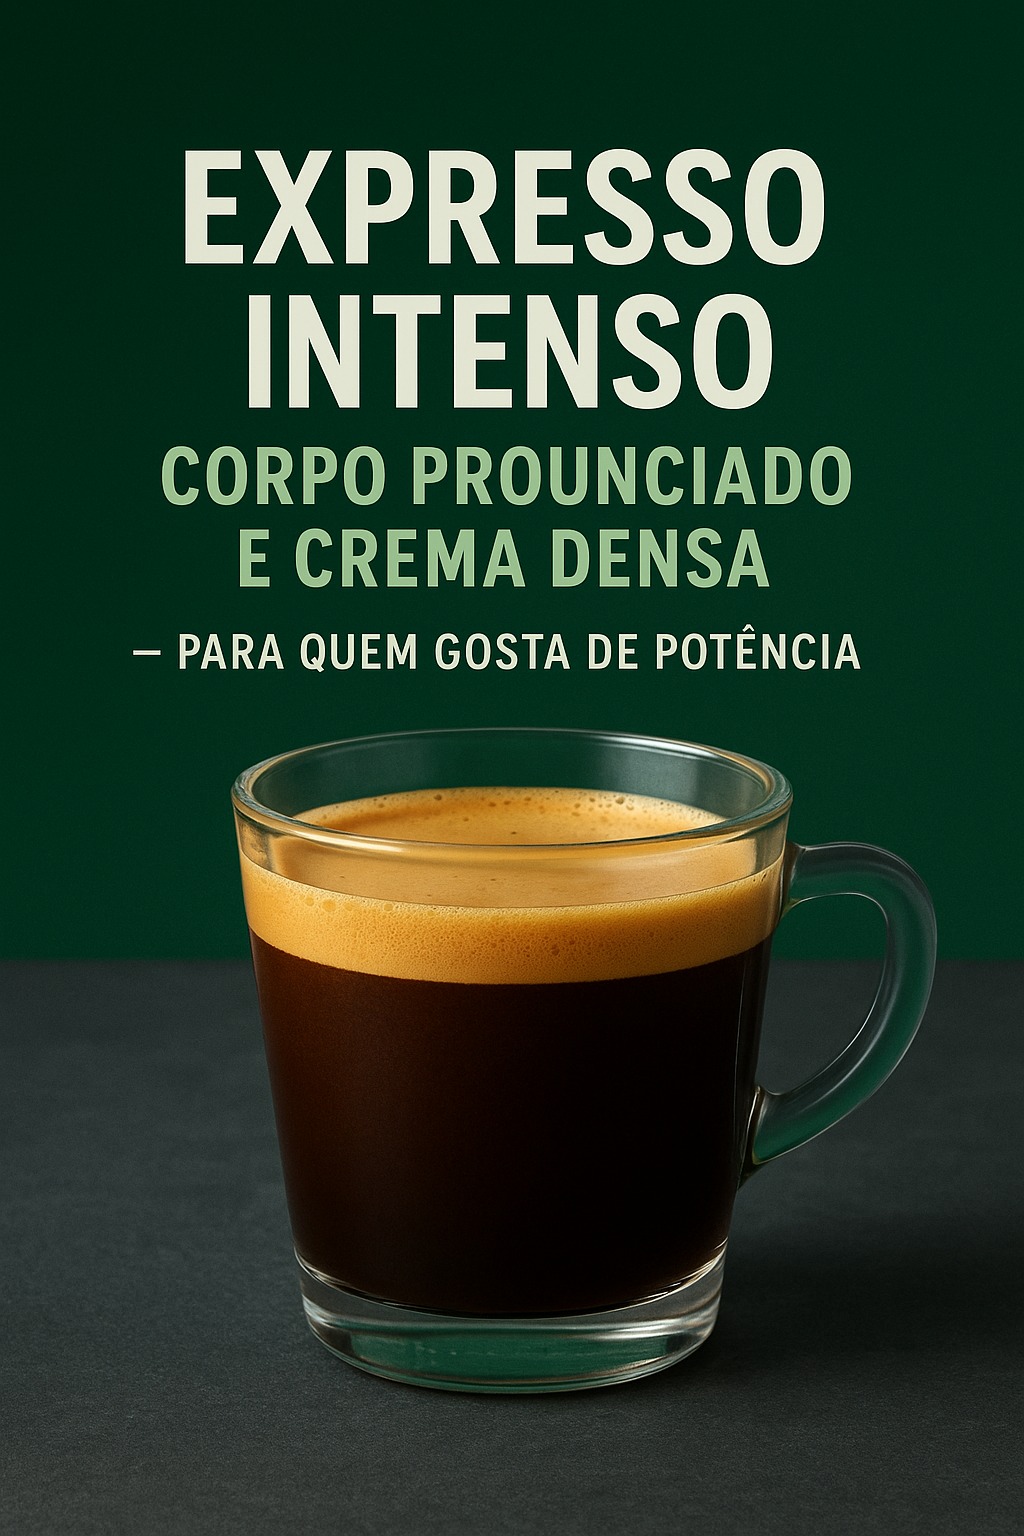 EXPRESSO
INTENSO
CORPO PROUNCIADO
E CREMA DENSA
– PARA QUEM GOSTA DE POTÊNCIA